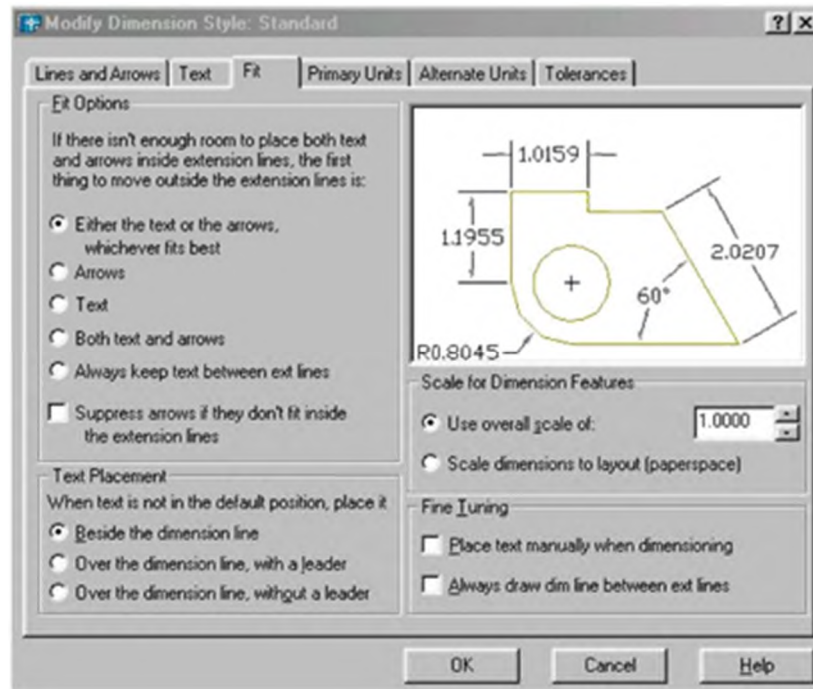 Modify Dimension Style: Standard
Lines and Arrows
Text
Fit
Primary Units
Alternate Units
Tolerances
Fit Options
If there isn't enough room to place both text
and arrows inside extension lines, the first
thing to move outside the extension lines is:
Either the text or the arrows,
whichever fits best
Arrows
Text
Both text and arrows
Always keep text between ext lines
Suppress arrows if they don't fit inside
the extension lines
Text Placement
When text is not in the default position, place it
Beside the dimension line
Over the dimension line, with a leader
Over the dimension line, without a leader
1.0159
1.1955
2.0207
60°
R0.8045
Scale for Dimension Features
Use overall scale of:
1.0000
Scale dimensions to layout (paperspace)
Fine Tuning
Place text manually when dimensioning
Always draw dim line between ext lines
OK
Cancel
Help